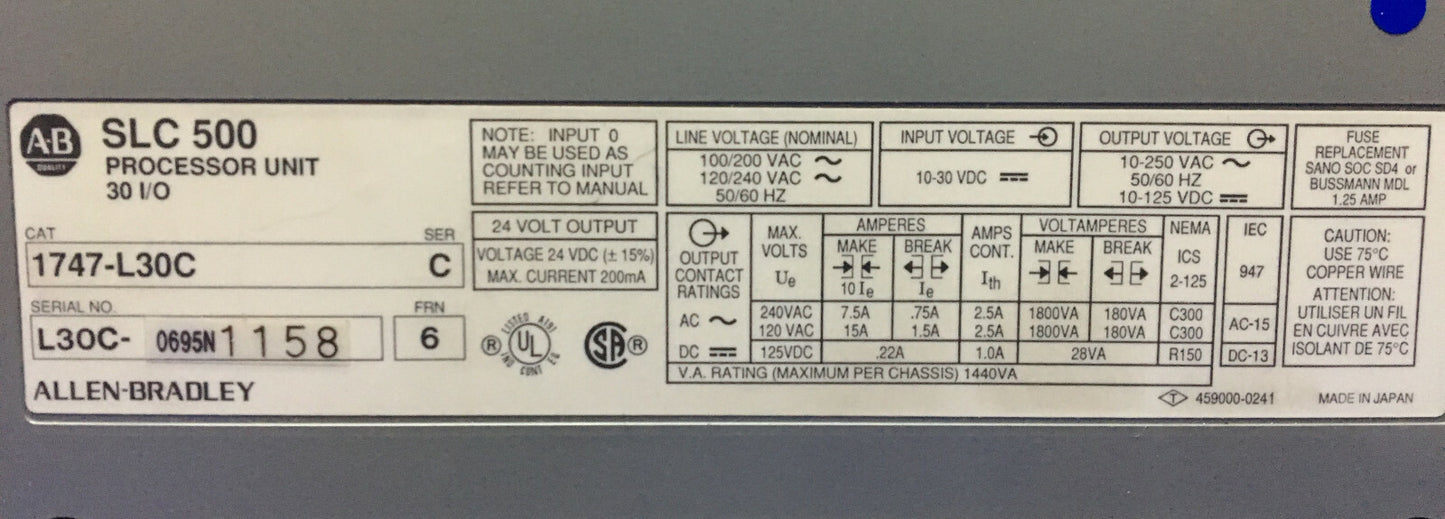 A-B
QUALITY
SLC 500
PROCESSOR UNIT
30 I/O
CAT
SER
1747-L30C
C
SERIAL NO.
FRN
L30C- 0695N1158
6
ALLEN-BRADLEY
NOTE: INPUT 0
MAY BE USED AS
COUNTING INPUT
REFER TO MANUAL
24 VOLT OUTPUT
VOLTAGE 24 VDC (± 15%)
MAX. CURRENT 200mA
® LISTED UL IND CONT EQ
SA ®
LINE VOLTAGE (NOMINAL)
100/200 VAC ~
120/240 VAC ~
50/60 HZ
INPUT VOLTAGE
10-30 VDC
OUTPUT VOLTAGE
10-250 VAC ~
50/60 HZ
10-125 VDC
FUSE
REPLACEMENT
SANO SOC SD4 or
BUSSMANN MDL
1.25 AMP
OUTPUT
CONTACT
RATINGS
MAX.
VOLTS
Ue
AMPERES
MAKE
10 Ie
BREAK
Ie
AMPS
CONT.
Ith
VOLTAMPERES
MAKE
BREAK
NEMA
ICS
2-125
IEC
947
AC ~
240VAC 7.5A .75A 2.5A 1800VA 180VA C300
120 VAC 15A 1.5A 2.5A 1800VA 180VA C300
AC-15
DC 125VDC .22A 1.0A 28VA R150 DC-13
V.A. RATING (MAXIMUM PER CHASSIS) 1440VA
CAUTION:
USE 75°C
COPPER WIRE
ATTENTION:
UTILISER UN FIL
EN CUIVRE AVEC
ISOLANT DE 75°C
T 459000-0241
MADE IN JAPAN